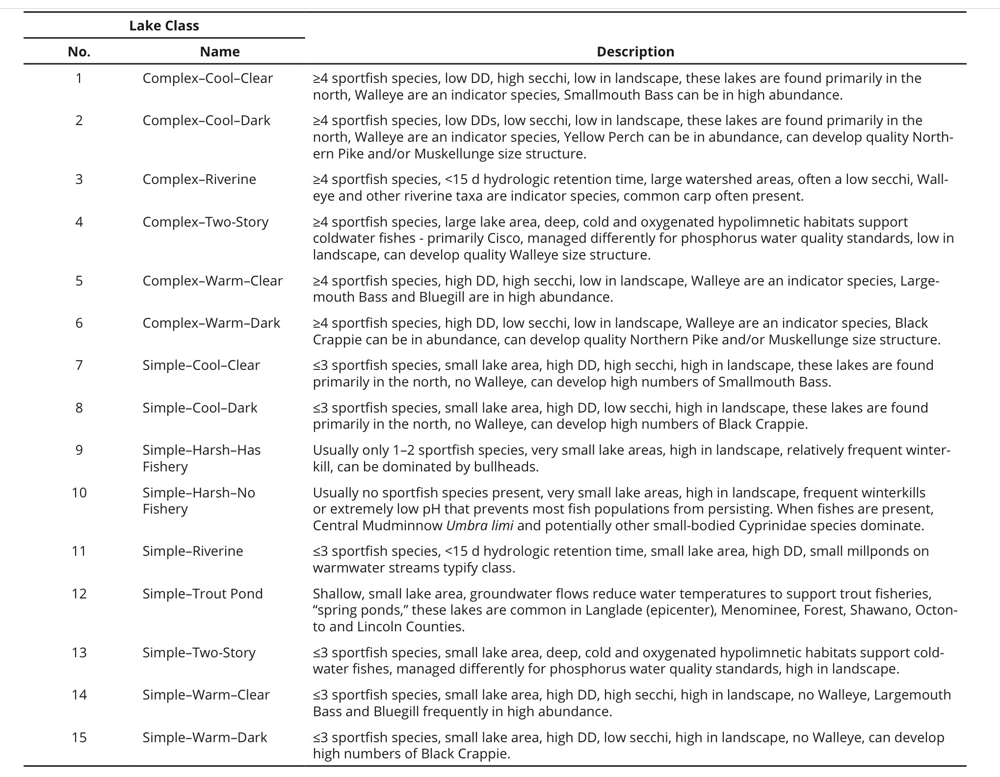 Lake Class
No. Name Description
1 Complex–Cool–Clear ≥4 sportfish species, low DD, high secchi, low in landscape, these lakes are found primarily in the
north, Walleye are an indicator species, Smallmouth Bass can be in high abundance.
2 Complex–Cool–Dark ≥4 sportfish species, low DDs, low secchi, low in landscape, these lakes are found primarily in the
north, Walleye are an indicator species, Yellow Perch can be in abundance, can develop quality North-
ern Pike and/or Muskellunge size structure.
3 Complex–Riverine ≥4 sportfish species, <15 d hydrologic retention time, large watershed areas, often a low secchi, Wall-
eye and other riverine taxa are indicator species, common carp often present.
4 Complex–Two-Story ≥4 sportfish species, large lake area, deep, cold and oxygenated hypolimnetic habitats support
coldwater fishes - primarily Cisco, managed differently for phosphorus water quality standards, low in
landscape, can develop quality Walleye size structure.
5 Complex–Warm–Clear ≥4 sportfish species, high DD, high secchi, low in landscape, Walleye are an indicator species, Large-
mouth Bass and Bluegill are in high abundance.
6 Complex–Warm–Dark ≥4 sportfish species, high DD, low secchi, low in landscape, Walleye are an indicator species, Black
Crappie can be in abundance, can develop quality Northern Pike and/or Muskellunge size structure.
7 Simple–Cool–Clear ≤3 sportfish species, small lake area, high DD, high secchi, high in landscape, these lakes are found
primarily in the north, no Walleye, can develop high numbers of Smallmouth Bass.
8 Simple–Cool–Dark ≤3 sportfish species, small lake area, high DD, low secchi, high in landscape, these lakes are found
primarily in the north, no Walleye, can develop high numbers of Black Crappie.
9 Simple–Harsh–Has Usually only 1–2 sportfish species, very small lake areas, high in landscape, relatively frequent winter-
Fishery kill, can be dominated by bullheads.
10 Simple–Harsh–No Usually no sportfish species present, very small lake areas, high in landscape, frequent winterkills
Fishery or extremely low pH that prevents most fish populations from persisting. When fishes are present,
Central Mudminnow Umbra limi and potentially other small-bodied Cyprinidae species dominate.
11 Simple–Riverine ≤3 sportfish species, <15 d hydrologic retention time, small lake area, high DD, small millponds on
warmwater streams typify class.
12 Simple–Trout Pond Shallow, small lake area, groundwater flows reduce water temperatures to support trout fisheries,
“spring ponds,” these lakes are common in Langlade (epicenter), Menominee, Forest, Shawano, Octon-
to and Lincoln Counties.
13 Simple–Two-Story ≤3 sportfish species, small lake area, deep, cold and oxygenated hypolimnetic habitats support cold-
water fishes, managed differently for phosphorus water quality standards, high in landscape.
14 Simple–Warm–Clear ≤3 sportfish species, small lake area, high DD, high secchi, high in landscape, no Walleye, Largemouth
Bass and Bluegill frequently in high abundance.
15 Simple–Warm–Dark ≤3 sportfish species, small lake area, high DD, low secchi, high in landscape, no Walleye, can develop
high numbers of Black Crappie.